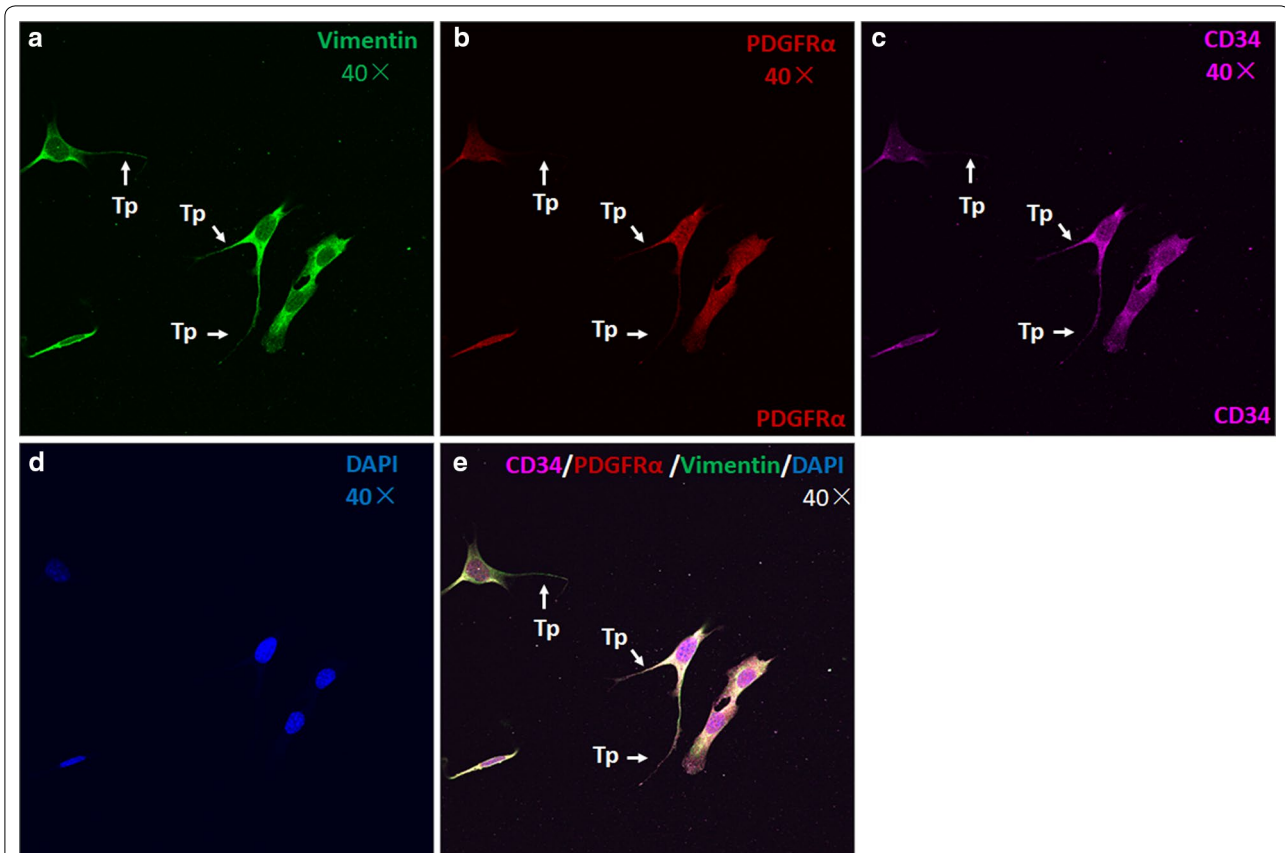 a
Vimentin
40×
Tp
Tp
Tp
b
PDGFRα
40×
Tp
Tp
Tp
PDGFRα
c
CD34
40×
Tp
Tp
Tp
CD34
d
DAPI
40×
e
CD34/PDGFRα /Vimentin/DAPI
40×
Tp
Tp
Tp